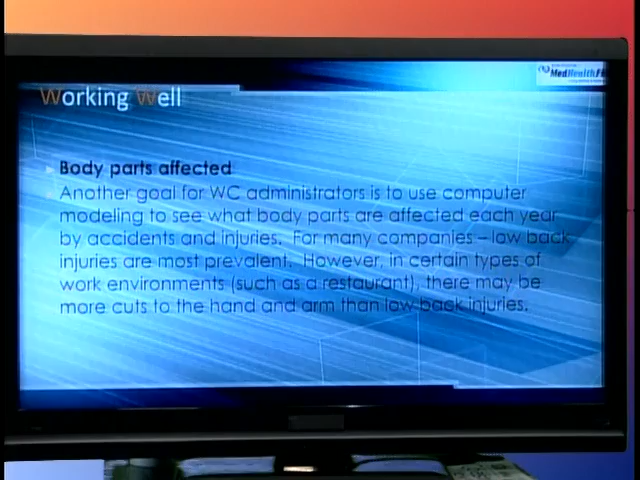 MedHealthFit
Working Well
Body parts affected
Another goal for WC administrators is to use computer
modeling to see what body parts are affected each year
by accidents and injuries. For many companies – low back
injuries are most prevalent. However, in certain types of
work environments (such as a restaurant), there may be
more cuts to the hand and arm than low back injuries.